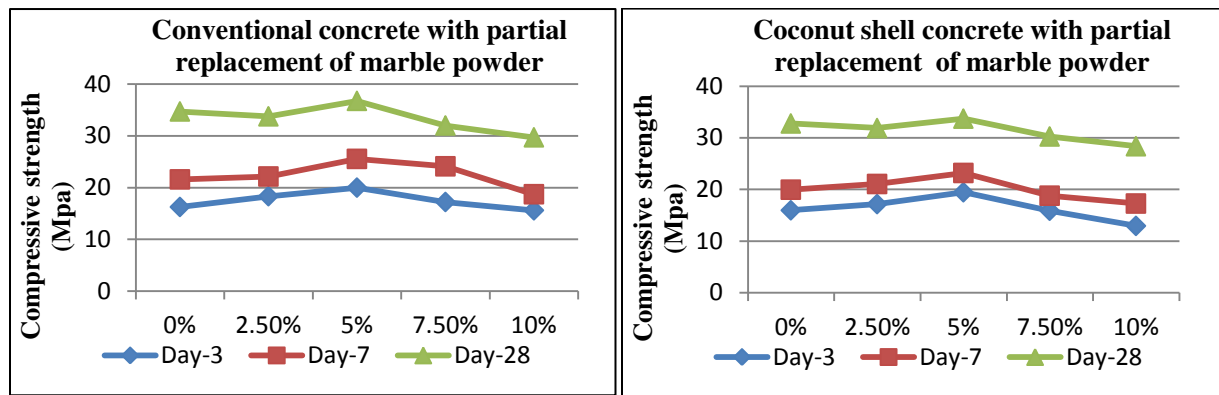 Conventional concrete with partial
replacement of marble powder
Compressive strength
(Mpa)
40
30
20
10
0
0% 2.50% 5% 7.50% 10%
Day-3 Day-7 Day-28
Coconut shell concrete with partial
replacement of marble powder
Compressive strength
(Mpa)
40
30
20
10
0
0% 2.50% 5% 7.50% 10%
Day-3 Day-7 Day-28